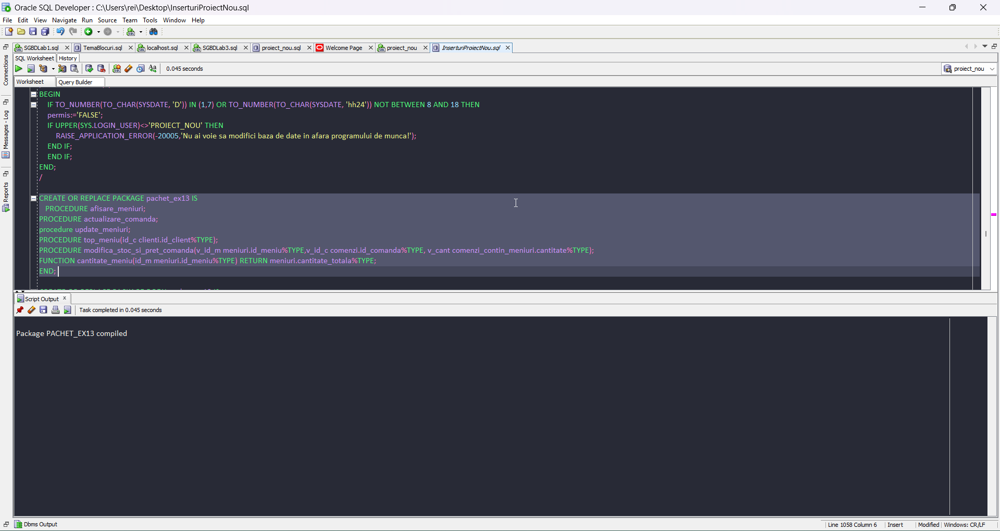 Oracle SQL Developer : C:\Users\rei\Desktop\InserturiProiectNou.sql
File Edit View Navigate Run Source Team Tools Window Help
SGBDLab1.sql TemaBlocuri.sql localhost.sql SGBDLab3.sql proiect_nou.sql Welcome Page proiect_nou InserturiProiectNou.sql
SQL Worksheet History
0.045 seconds
proiect_nou
Worksheet Query Builder
Connections
Messages - Log
Reports
BEGIN
IF TO_NUMBER(TO_CHAR(SYSDATE, 'D')) IN (1,7) OR TO_NUMBER(TO_CHAR(SYSDATE, 'hh24')) NOT BETWEEN 8 AND 18 THEN
permis:='FALSE';
IF UPPER(SYS.LOGIN_USER)<>'PROIECT_NOU' THEN
RAISE_APPLICATION_ERROR(-20005,'Nu ai voie sa modifici baza de date in afara programului de munca!');
END IF;
END IF;
END;
/
CREATE OR REPLACE PACKAGE pachet_ex13 IS
PROCEDURE afisare_meniuri;
PROCEDURE actualizare_comanda;
procedure update_meniuri;
PROCEDURE top_meniu(id_c clienti.id_client%TYPE);
PROCEDURE modifica_stoc_si_pret_comanda(v_id_m meniuri.id_meniu%TYPE,v_id_c comenzi.id_comanda%TYPE, v_cant comenzi_contin_meniuri.cantitate%TYPE);
FUNCTION cantitate_meniu(id_m meniuri.id_meniu%TYPE) RETURN meniuri.cantitate_totala%TYPE;
END;
Script Output
Task completed in 0.045 seconds
Package PACHET_EX13 compiled
Dbms Output
Line 1058 Column 6 Insert Modified Windows: CR/LF